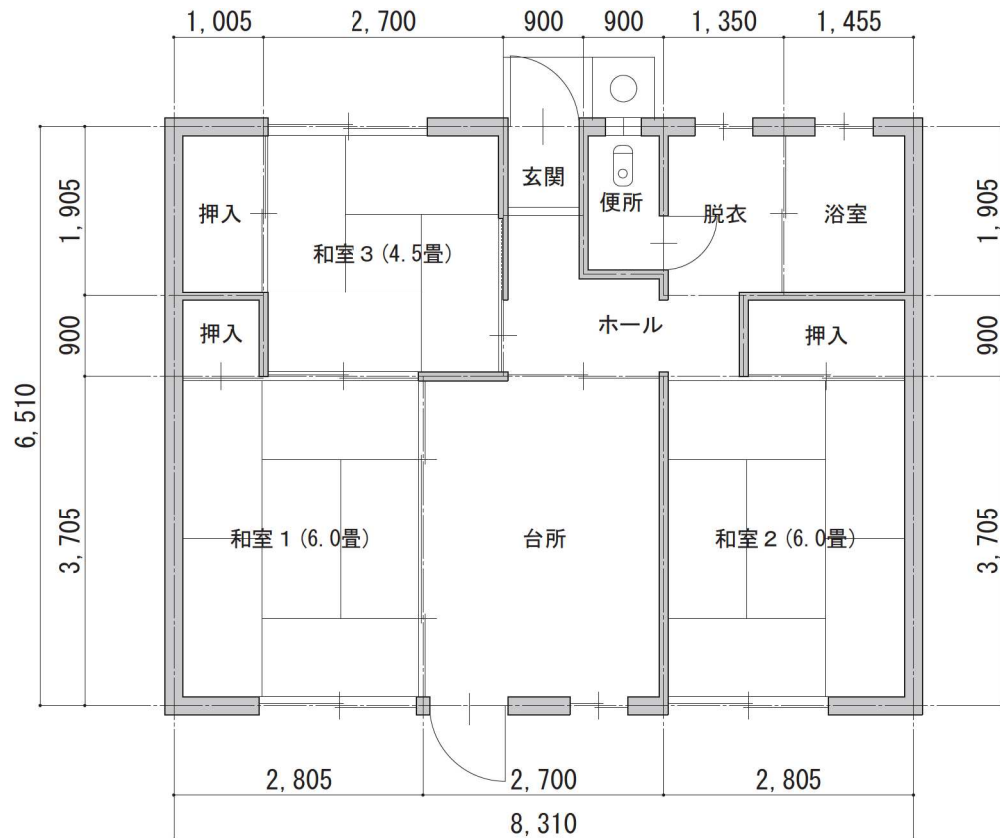 1,005 2,700 900 900 1,350 1,455
玄関
便所
脱衣
浴室
押入
和室3(4.5畳)
押入
ホール
押入
1,905
900
3,705
6,510
1,905
900
3,705
和室1(6.0畳)
台所
和室2(6.0畳)
2,805 2,700 2,805
8,310